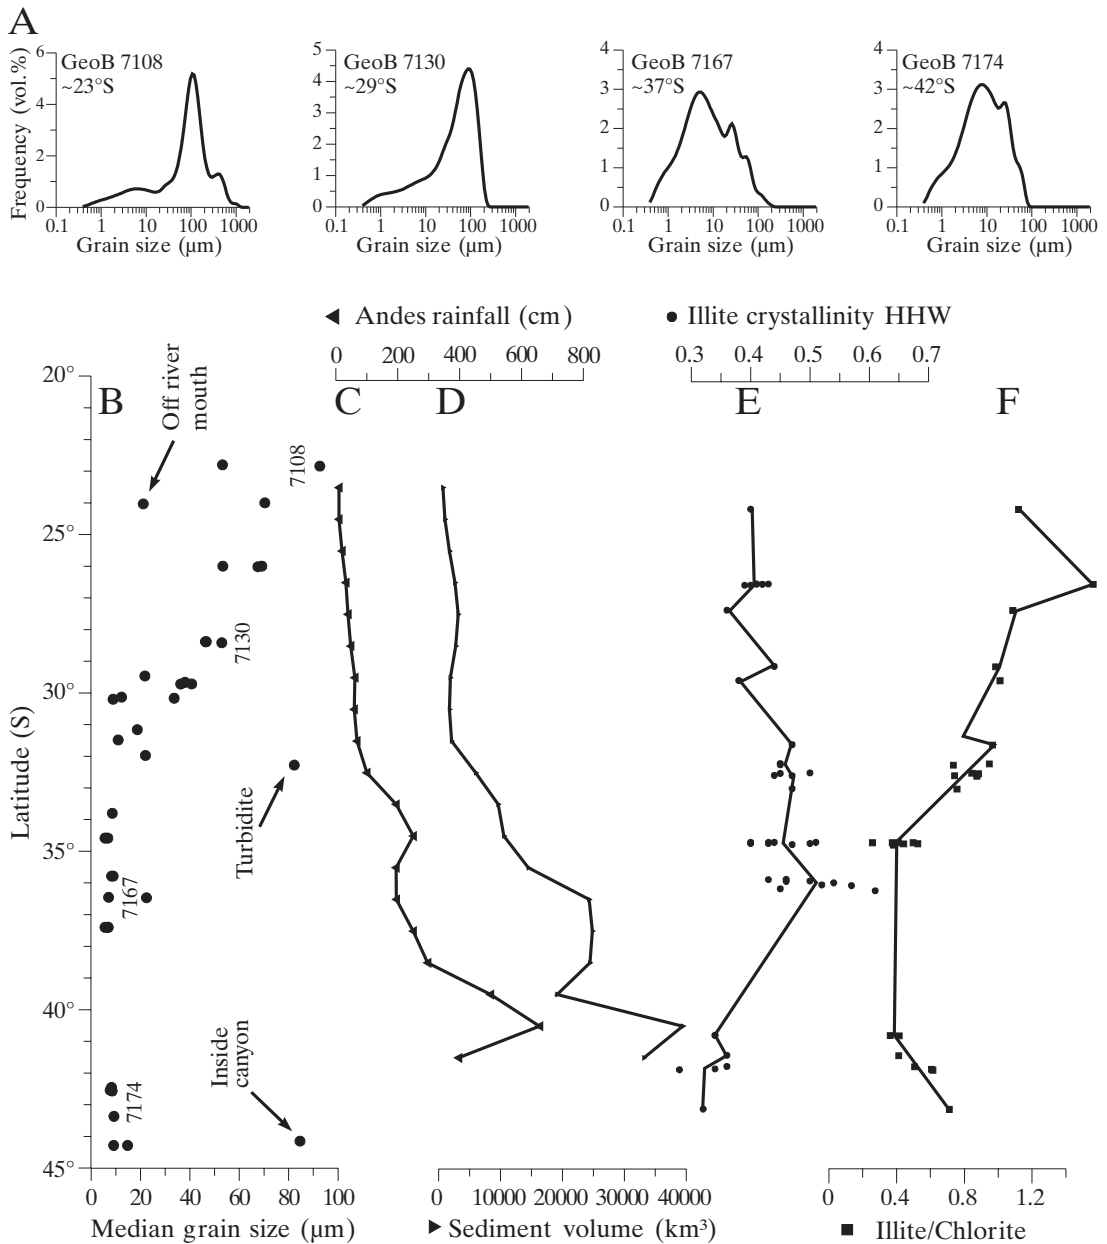 A
GeoB 7108
~23°S
GeoB 7130
~29°S
GeoB 7167
~37°S
GeoB 7174
~42°S
Frequency (vol.%)
6
4
2
0
5
4
3
2
1
0
4
3
2
1
0
4
3
2
1
0
0.1 1 10 100 1000
0.1 1 10 100 1000
0.1 1 10 100 1000
0.1 1 10 100 1000
Grain size (µm)
Grain size (µm)
Grain size (µm)
Grain size (µm)
Andes rainfall (cm)
Illite crystallinity HHW
0 200 400 600 800
0.3 0.4 0.5 0.6 0.7
B
C
D
E
F
Latitude (S)
20°
25°
30°
35°
40°
45°
Off river
mouth
7108
7130
Turbidite
7167
Inside
canyon
7174
0 20 40 60 80 100
0 10000 20000 30000 40000
0 0.4 0.8 1.2
Median grain size (µm)
Sediment volume (km³)
Illite/Chlorite